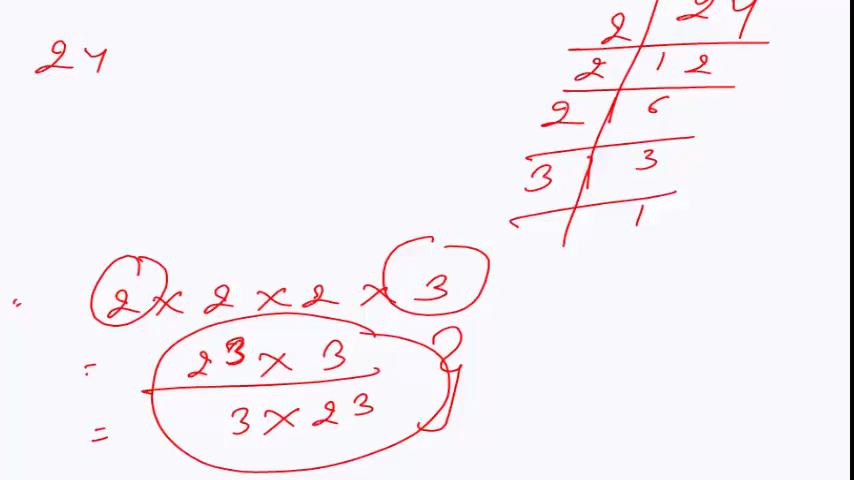 24
2 | 24
2 | 12
2 | 6
3 | 3
1
2 × 2 × 2 × 3
= 2³ × 3
= 3 × 2³